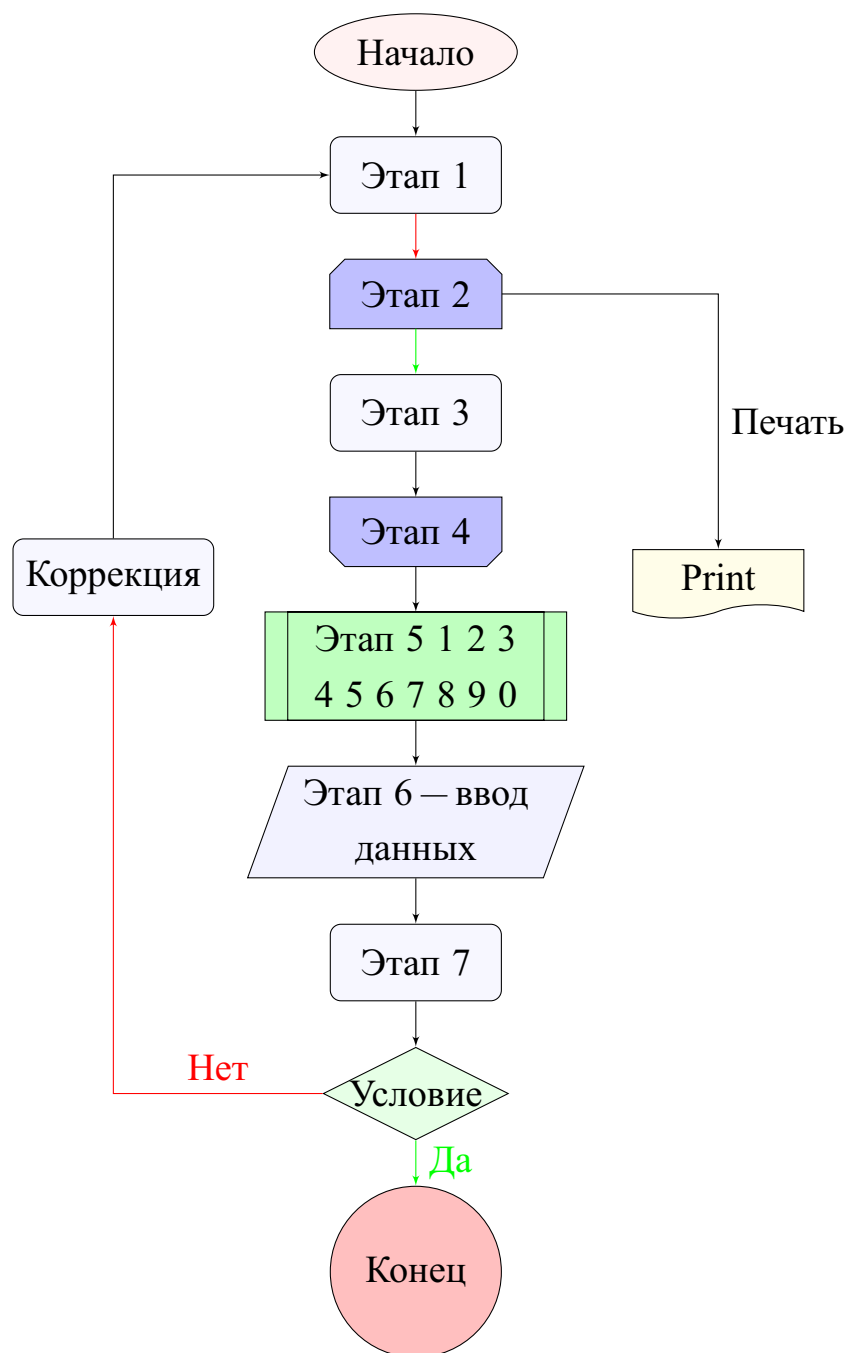 Начало
Этап 1
Этап 2
Этап 3
Печать
Этап 4
Коррекция
Print
Этап 5 1 2 3
4 5 6 7 8 9 0
Этап 6 — ввод
данных
Этап 7
Нет
Условие
Да
Конец